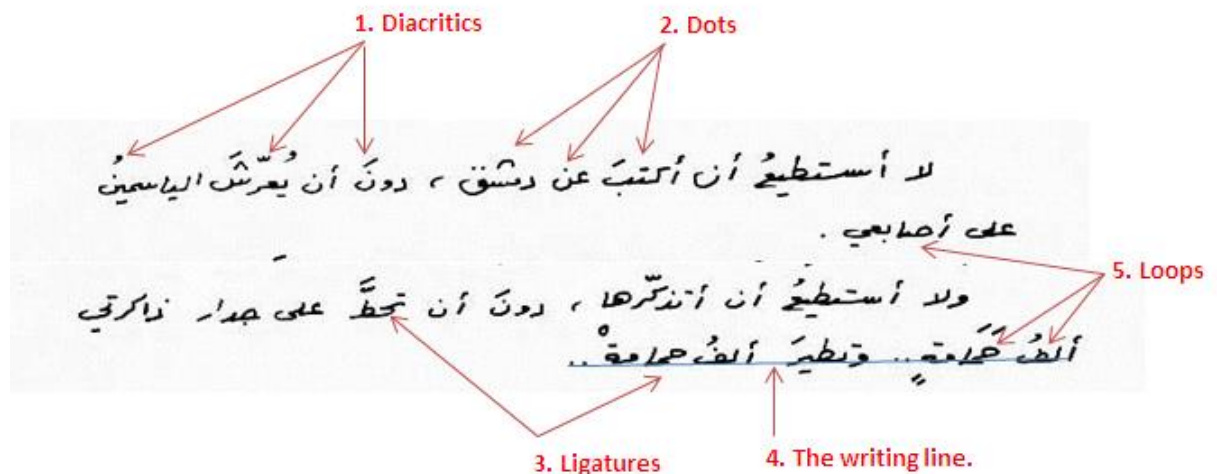 1. Diacritics
2. Dots
لا أستطيعُ أن أكتبَ عن دمشق ، دونَ أن يُعرّشَ الياسمينُ
على أصابعي .
5. Loops
ولا أستطيعُ أن أتذكّرها ، دونَ أن تحطَّ على جدار ذاكرتي
ألفُ حَمَامةٍ .. وتطيرَ ألفُ حمامةْ ..
3. Ligatures
4. The writing line.